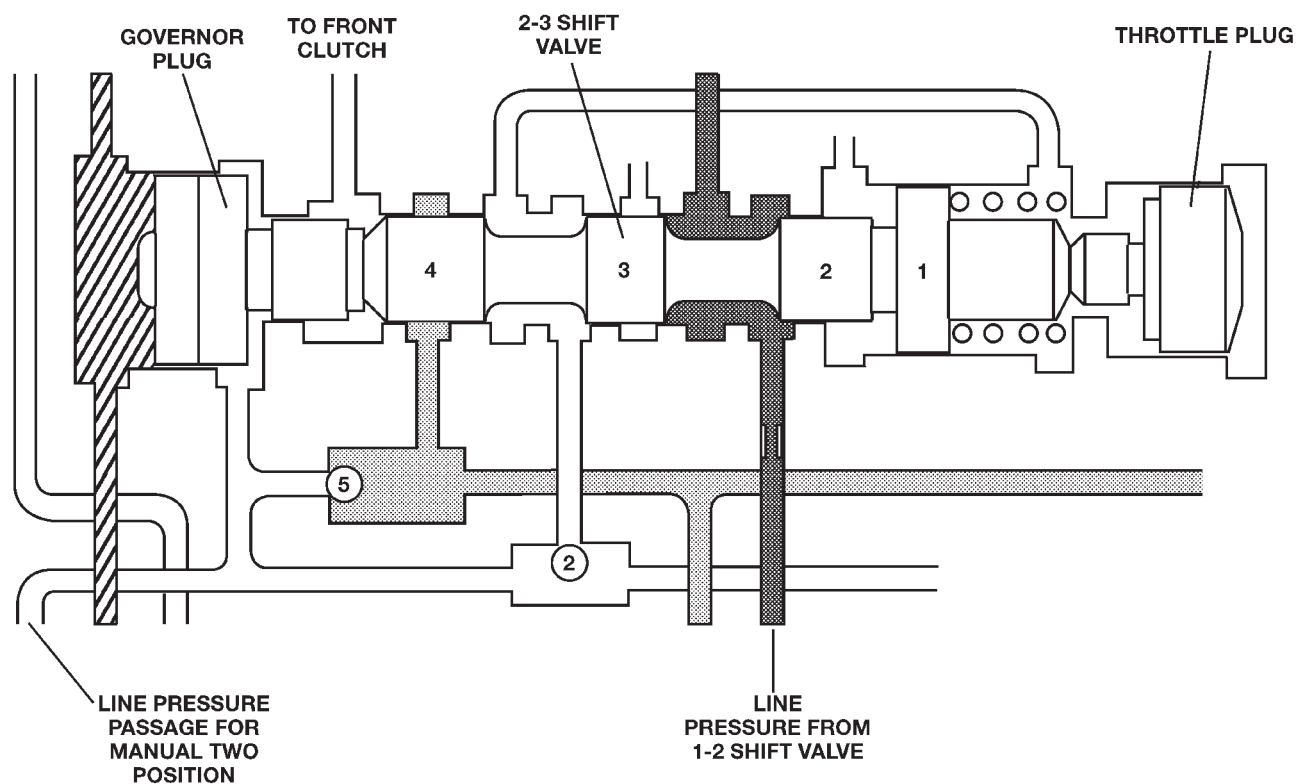 GOVERNOR
PLUG
TO FRONT
CLUTCH
2-3 SHIFT
VALVE
THROTTLE PLUG
4
3
2
1
5
2
LINE PRESSURE
PASSAGE FOR
MANUAL TWO
POSITION
LINE
PRESSURE FROM
1-2 SHIFT VALVE